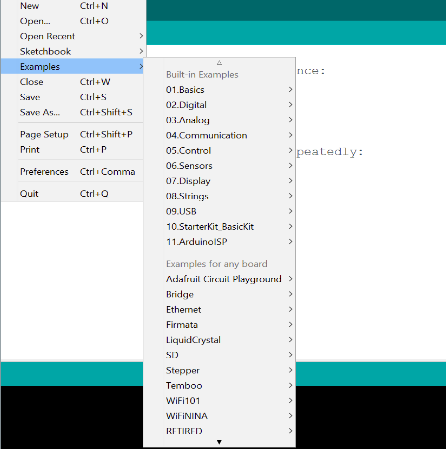 New Ctrl+N
Open... Ctrl+O
Open Recent
Sketchbook
Examples
Close Ctrl+W
Save Ctrl+S
Save As... Ctrl+Shift+S
Page Setup Ctrl+Shift+P
Print Ctrl+P
Preferences Ctrl+Comma
Quit Ctrl+Q
Built-in Examples
01.Basics
02.Digital
03.Analog
04.Communication
05.Control
06.Sensors
07.Display
08.Strings
09.USB
10.StarterKit_BasicKit
11.ArduinoISP
Examples for any board
Adafruit Circuit Playground
Bridge
Ethernet
Firmata
LiquidCrystal
SD
Stepper
Temboo
WiFi101
WiFiNINA
RETIRED
nce:
peatedly: